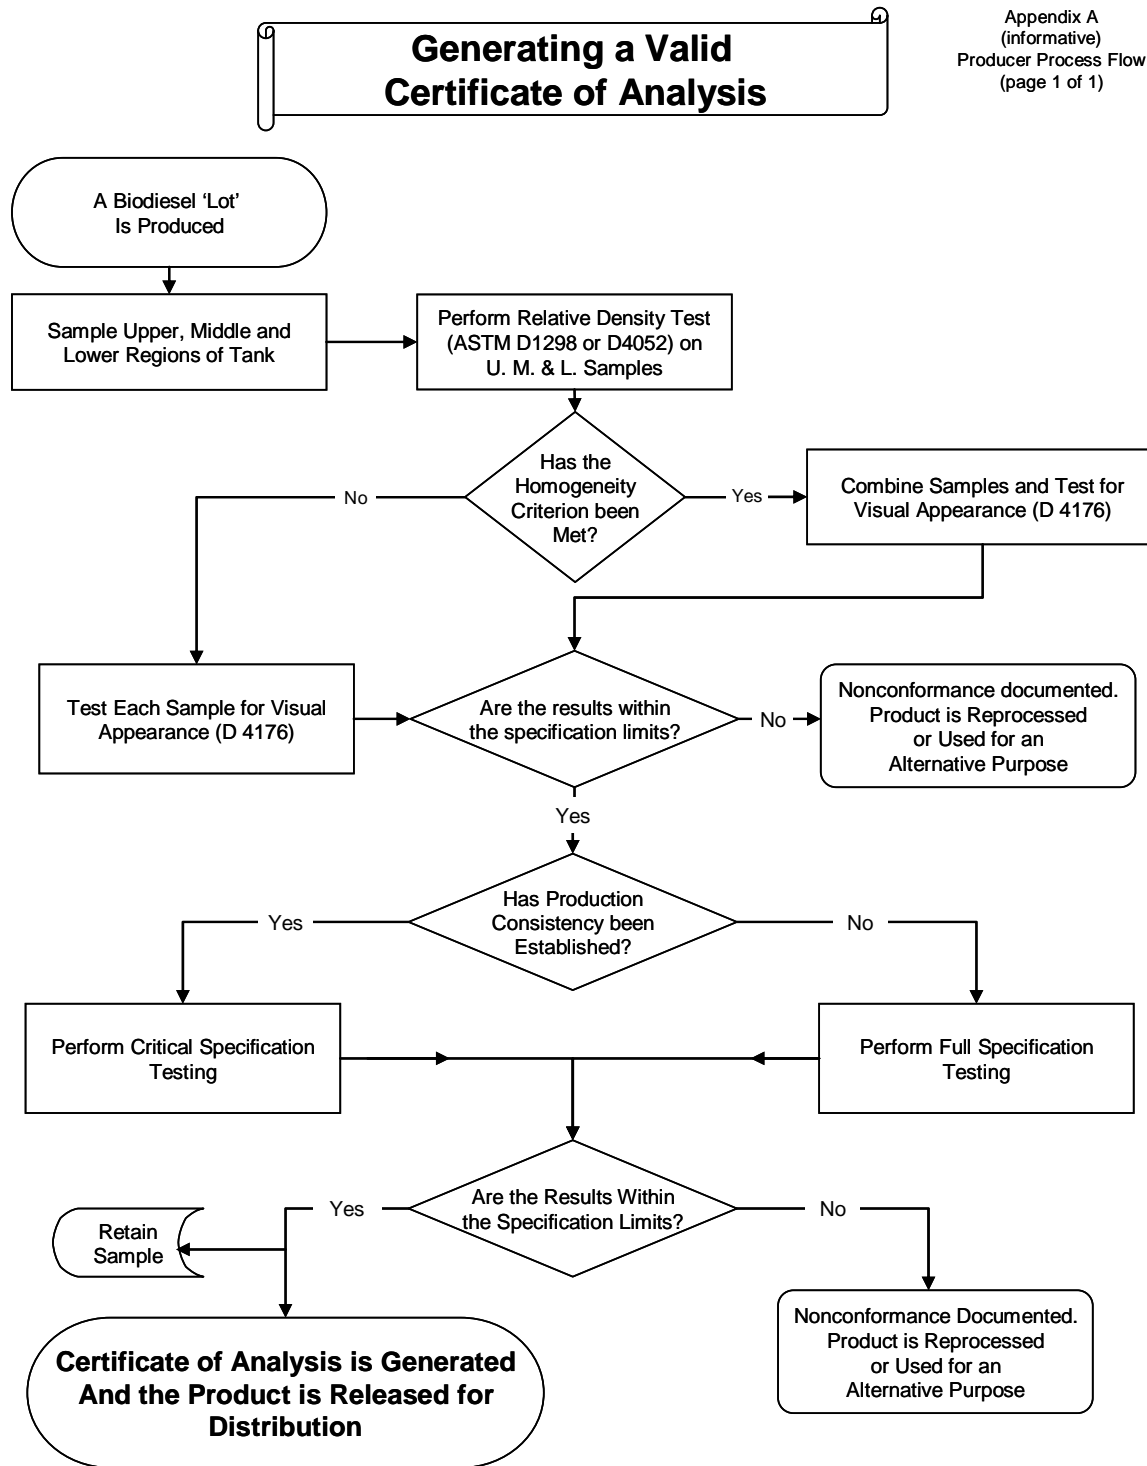 Generating a Valid
Certificate of Analysis
Appendix A
(informative)
Producer Process Flow
(page 1 of 1)
A Biodiesel ‘Lot’
Is Produced
Sample Upper, Middle and
Lower Regions of Tank
Perform Relative Density Test
(ASTM D1298 or D4052) on
U. M. & L. Samples
Has the
Homogeneity
Criterion been
Met?
No
Yes
Combine Samples and Test for
Visual Appearance (D 4176)
Test Each Sample for Visual
Appearance (D 4176)
Are the results within
the specification limits?
No
Nonconformance documented.
Product is Reprocessed
or Used for an
Alternative Purpose
Yes
Has Production
Consistency been
Established?
Yes
No
Perform Critical Specification
Testing
Perform Full Specification
Testing
Are the Results Within
the Specification Limits?
Yes
No
Retain
Sample
Nonconformance Documented.
Product is Reprocessed
or Used for an
Alternative Purpose
Certificate of Analysis is Generated
And the Product is Released for
Distribution